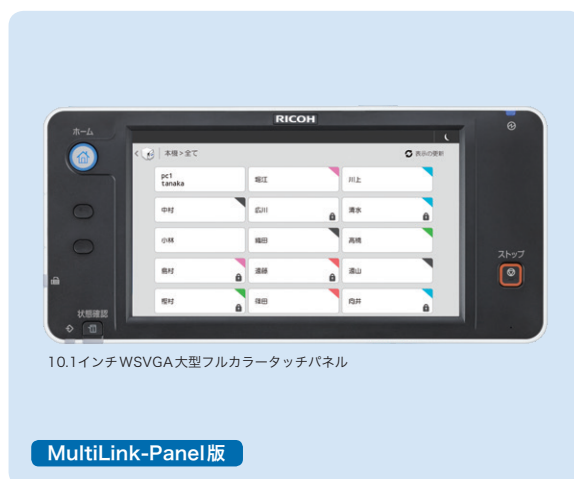 RICOH
ホーム
本機>全て
表示の更新
pc1
tanaka
堀江
川上
中村
広川
清水
小林
織田
高橋
島村
遠藤
遠山
樫村
篠田
向井
ストップ
状態確認
10.1インチWSVGA大型フルカラータッチパネル
MultiLink-Panel版